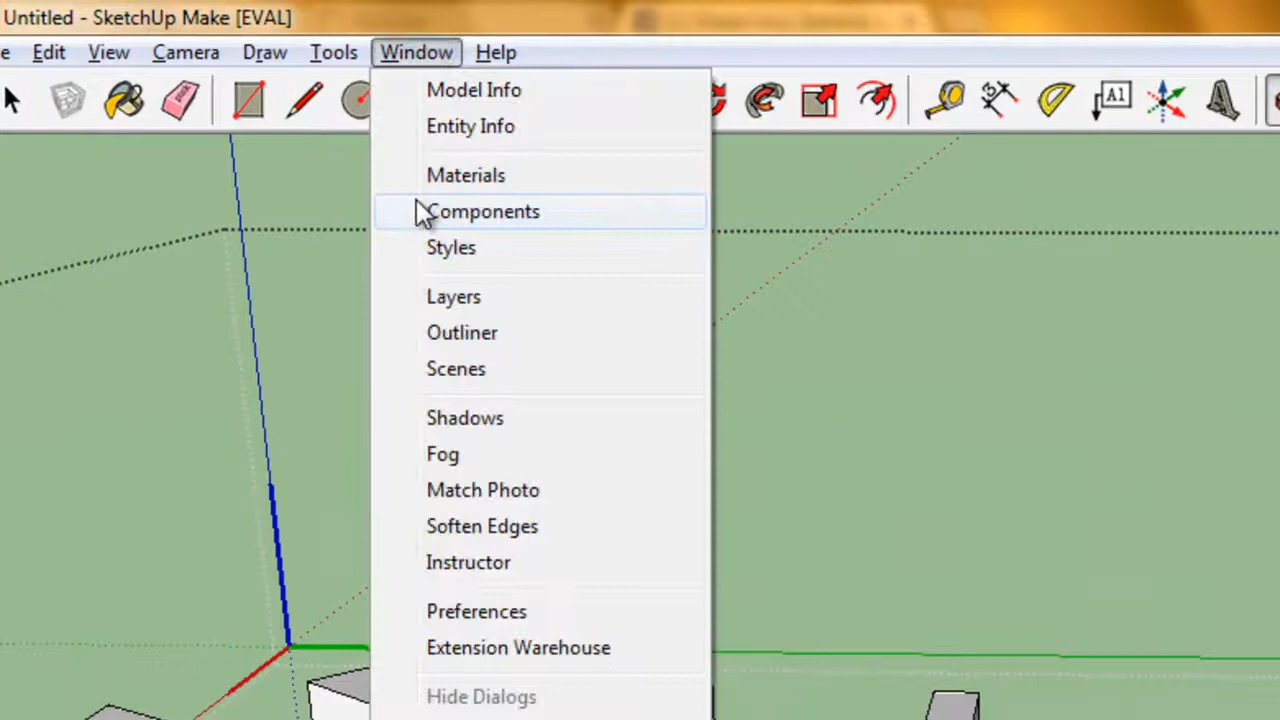 Untitled - SketchUp Make [EVAL]
e Edit View Camera Draw Tools Window Help
A1
Model Info
Entity Info
Materials
Components
Styles
Layers
Outliner
Scenes
Shadows
Fog
Match Photo
Soften Edges
Instructor
Preferences
Extension Warehouse
Hide Dialogs